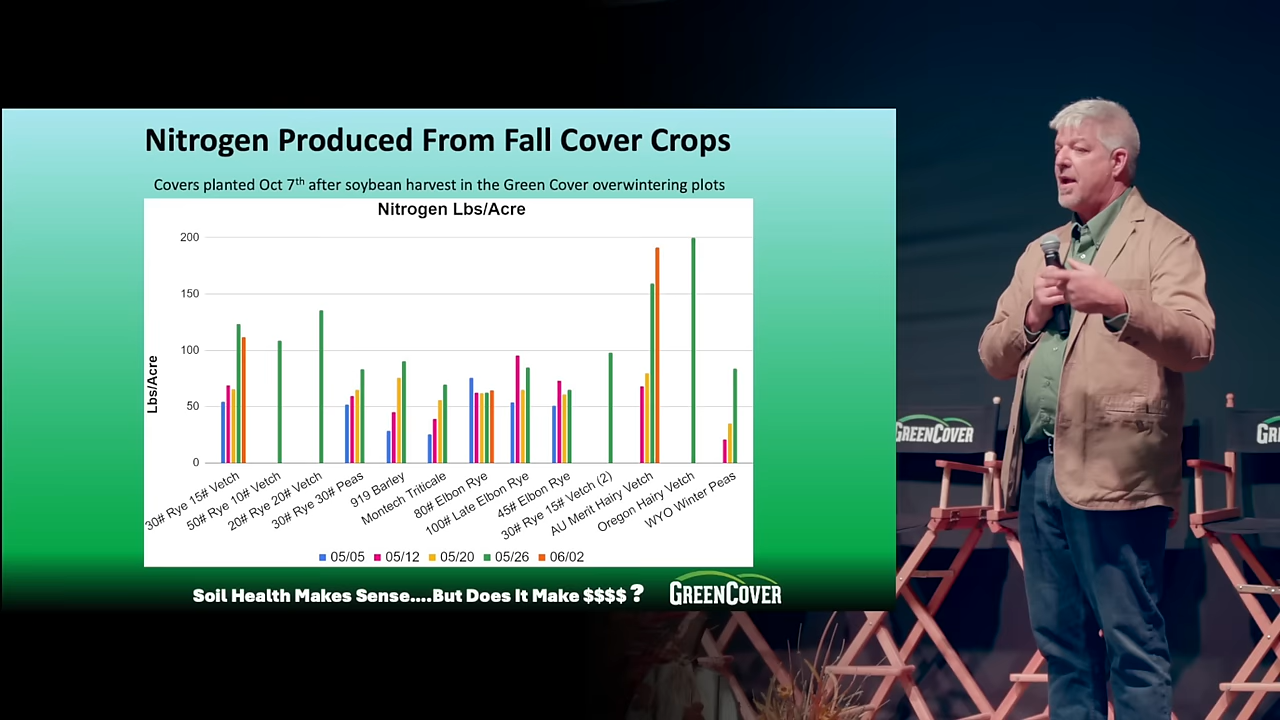 Nitrogen Produced From Fall Cover Crops
Covers planted Oct 7th after soybean harvest in the Green Cover overwintering plots
Nitrogen Lbs/Acre
200
150
100
50
0
Lbs/Acre
30# Rye 15# Vetch
50# Rye 10# Vetch
20# Rye 20# Vetch
30# Rye 30# Peas
919 Barley
Montech Triticale
80# Elbon Rye
100# Late Elbon Rye
45# Elbon Rye
30# Rye 15# Vetch (2)
AU Merit Hairy Vetch
Oregon Hairy Vetch
WYO Winter Peas
05/05 05/12 05/20 05/26 06/02
Soil Health Makes Sense....But Does It Make $$$$ ?
GREENCOVER
GREENCOVER
GR